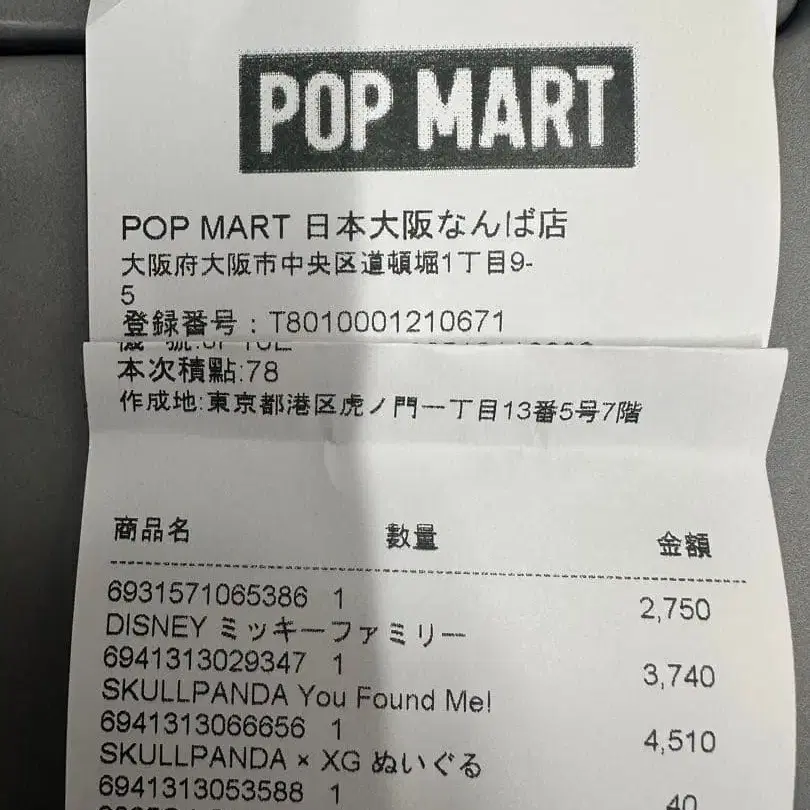 POP MART
POP MART 日本大阪なんば店
大阪府大阪市中央区道頓堀1丁目9-
5
登録番号：T8010001210671
本次積點:78
作成地:東京都港区虎ノ門一丁目13番5号7階
商品名 數量 金額
6931571065386 1 2,750
DISNEY ミッキーファミリー
6941313029347 1 3,740
SKULLPANDA You Found Me!
6941313066656 1 4,510
SKULLPANDA × XG ぬいぐる
6941313053588 1 40